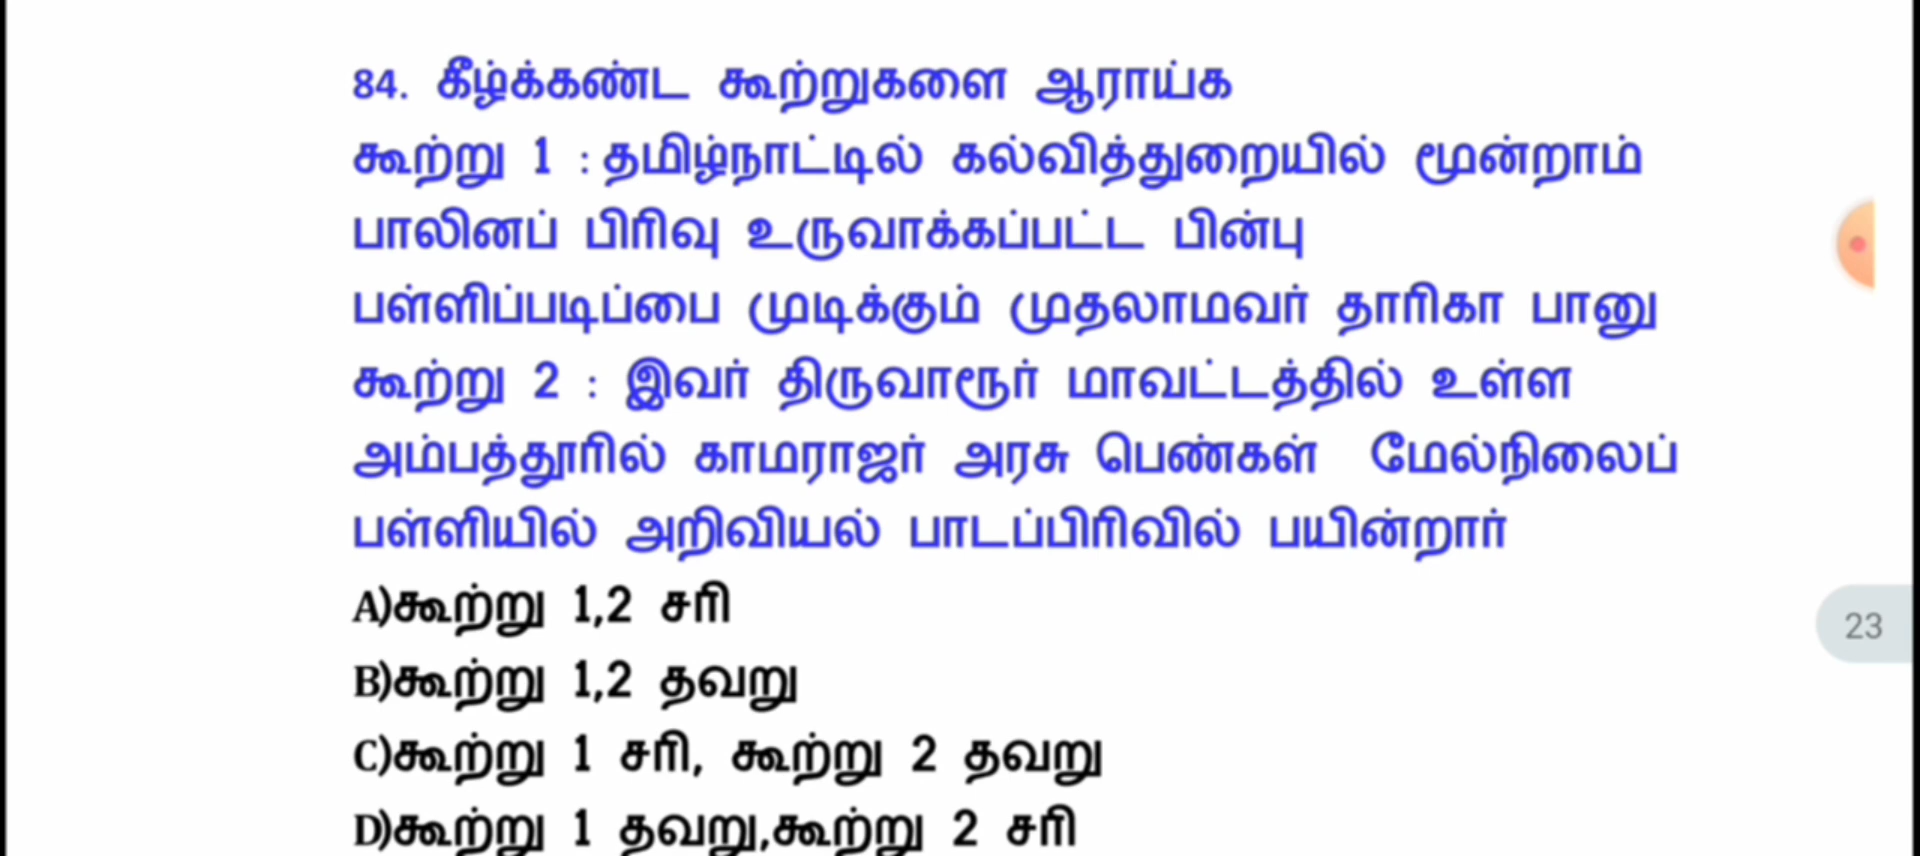 84. கீழ்க்கண்ட கூற்றுகளை ஆராய்க
கூற்று 1 : தமிழ்நாட்டில் கல்வித்துறையில் மூன்றாம்
பாலினப் பிரிவு உருவாக்கப்பட்ட பின்பு
பள்ளிப்படிப்பை முடிக்கும் முதலாமவர் தாரிகா பானு
கூற்று 2 : இவர் திருவாரூர் மாவட்டத்தில் உள்ள
அம்பத்தூரில் காமராஜர் அரசு பெண்கள் மேல்நிலைப்
பள்ளியில் அறிவியல் பாடப்பிரிவில் பயின்றார்
A)கூற்று 1,2 சரி
23
B)கூற்று 1,2 தவறு
C)கூற்று 1 சரி, கூற்று 2 தவறு
D)கூற்று 1 தவறு,கூற்று 2 சரி